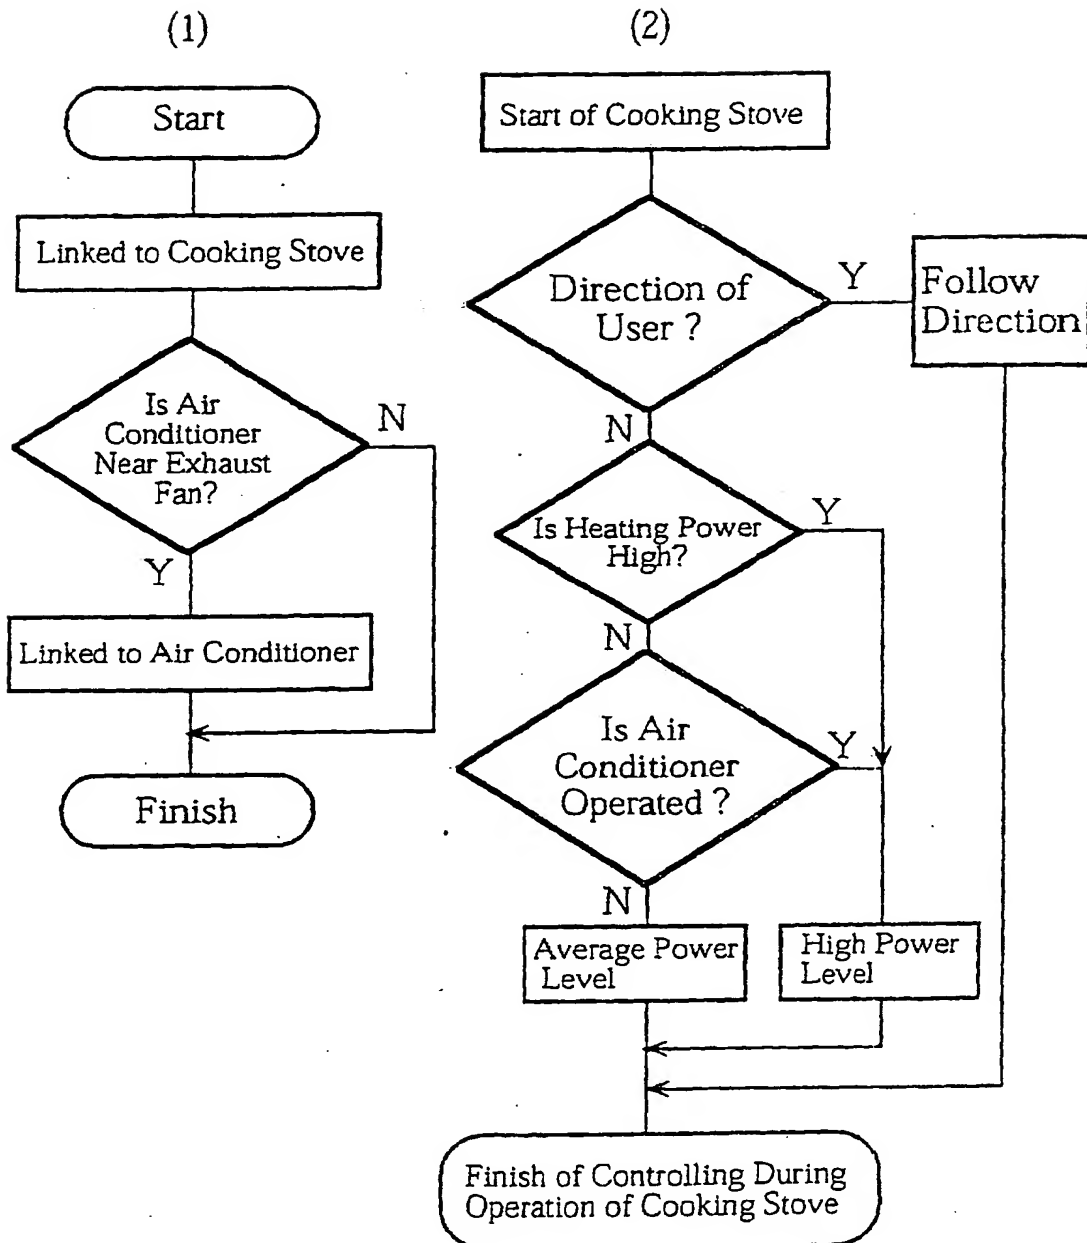 (1)
Start
Linked to Cooking Stove
Is Air
Conditioner
Near Exhaust
Fan?
N
Y
Linked to Air Conditioner
Finish
(2)
Start of Cooking Stove
Direction of
User ?
Y
Follow
Direction
N
Is Heating Power
High?
Y
N
Is Air
Conditioner
Operated ?
Y
N
Average Power
Level
High Power
Level
Finish of Controlling During
Operation of Cooking Stove